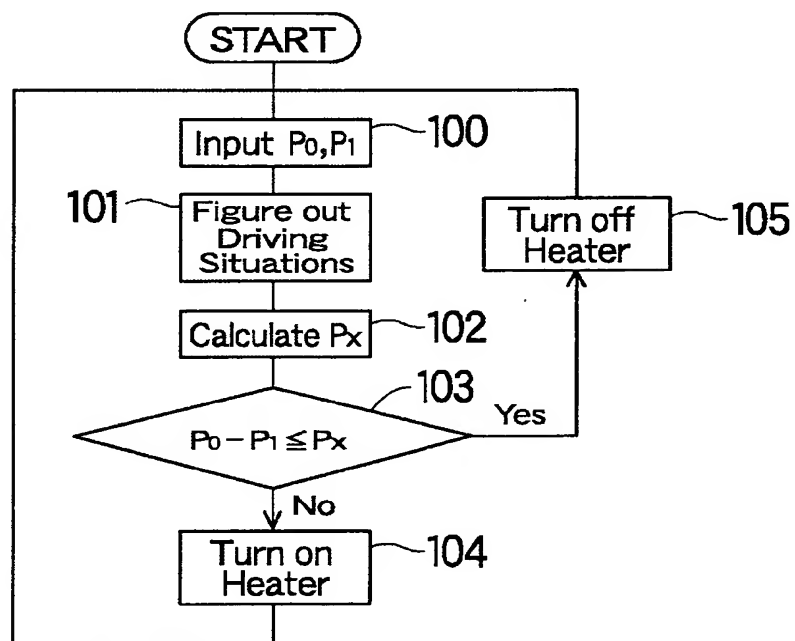 START
Input P₀,P₁
100
101
Figure out
Driving
Situations
Turn off
Heater
105
Calculate Pₓ
102
103
P₀−P₁≦Pₓ
Yes
No
Turn on
Heater
104